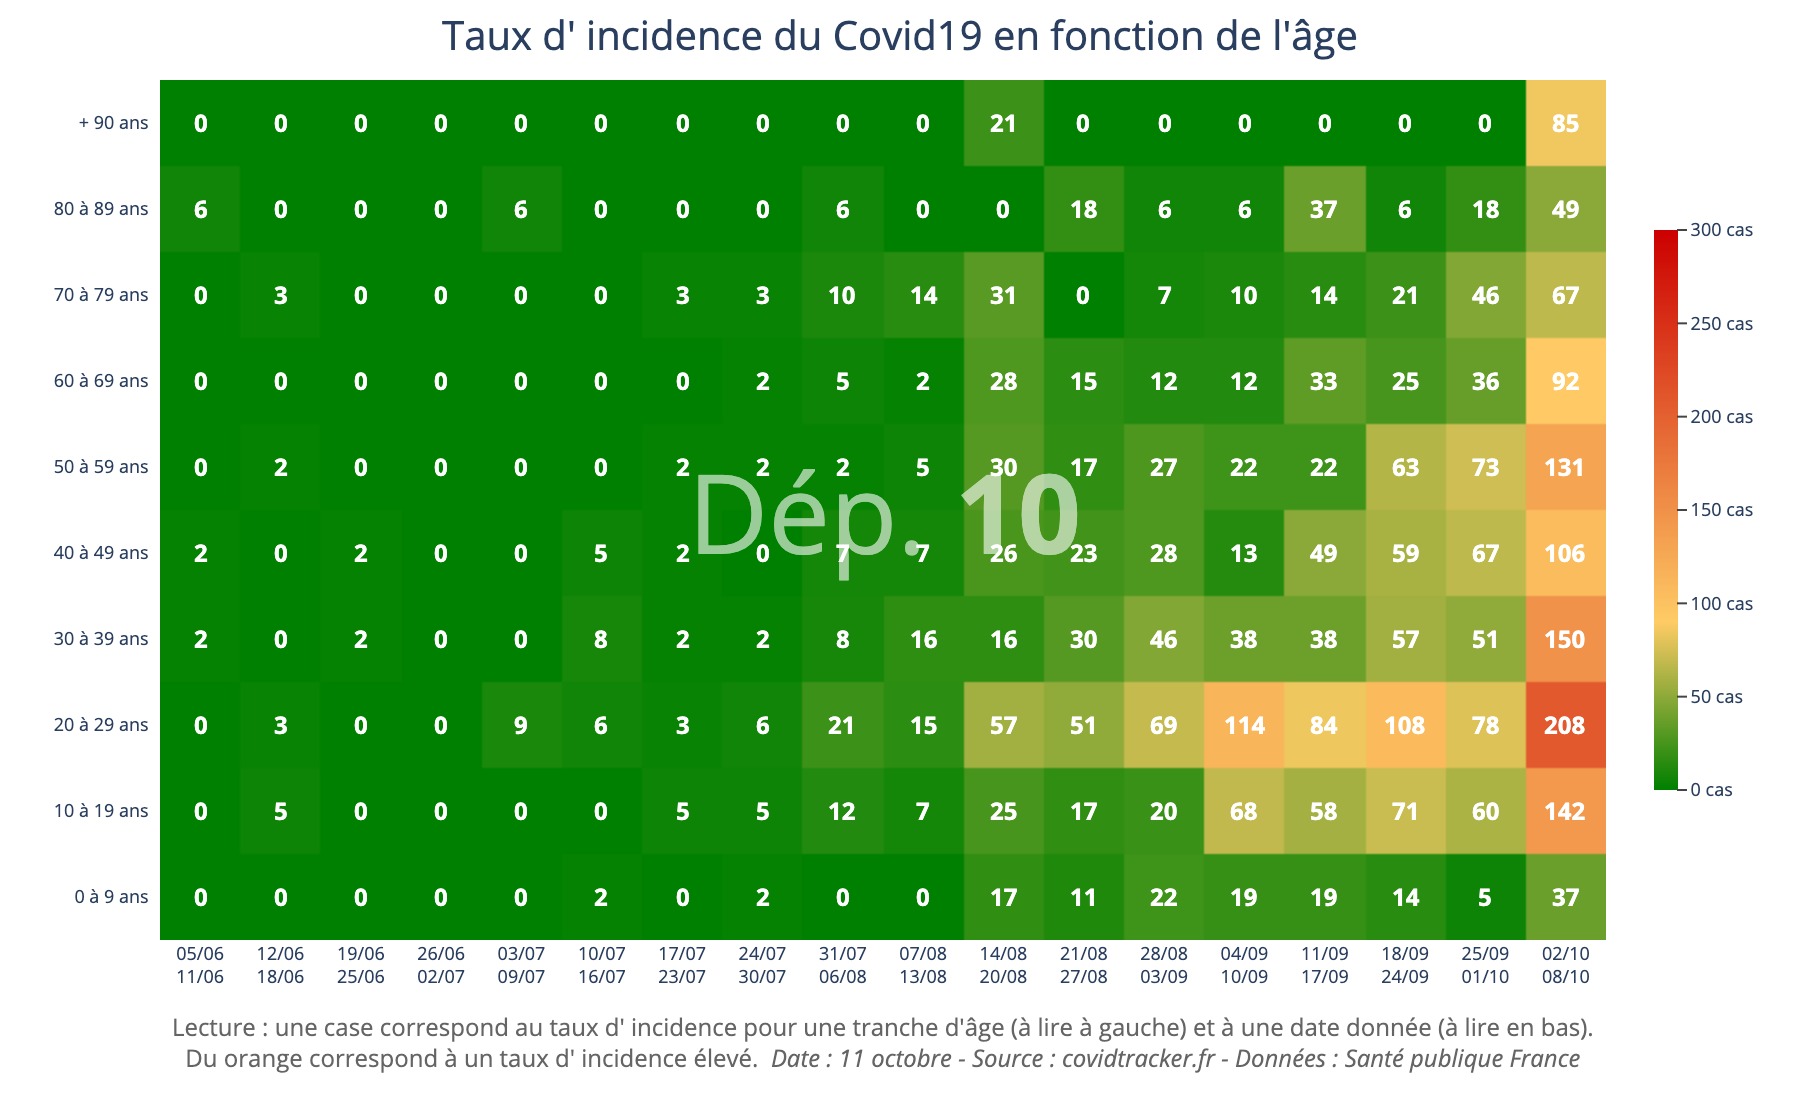 Taux d' incidence du Covid19 en fonction de l'âge
+ 90 ans 0 0 0 0 0 0 0 0 0 0 21 0 0 0 0 0 0 85
80 à 89 ans 6 0 0 0 6 0 0 0 6 0 0 18 6 6 37 6 18 49
70 à 79 ans 0 3 0 0 0 0 3 3 10 14 31 0 7 10 14 21 46 67
60 à 69 ans 0 0 0 0 0 0 0 2 5 2 28 15 12 12 33 25 36 92
50 à 59 ans 0 2 0 0 0 0 2 2 2 5 30 17 27 22 22 63 73 131
40 à 49 ans 2 0 2 0 0 5 2 0 7 7 26 23 28 13 49 59 67 106
30 à 39 ans 2 0 2 0 0 8 2 2 8 16 16 30 46 38 38 57 51 150
20 à 29 ans 0 3 0 0 9 6 3 6 21 15 57 51 69 114 84 108 78 208
10 à 19 ans 0 5 0 0 0 0 5 5 12 7 25 17 20 68 58 71 60 142
0 à 9 ans 0 0 0 0 0 2 0 2 0 0 17 11 22 19 19 14 5 37
Dép. 10
05/06 12/06 19/06 26/06 03/07 10/07 17/07 24/07 31/07 07/08 14/08 21/08 28/08 04/09 11/09 18/09 25/09 02/10
11/06 18/06 25/06 02/07 09/07 16/07 23/07 30/07 06/08 13/08 20/08 27/08 03/09 10/09 17/09 24/09 01/10 08/10
300 cas
250 cas
200 cas
150 cas
100 cas
50 cas
0 cas
Lecture : une case correspond au taux d' incidence pour une tranche d'âge (à lire à gauche) et à une date donnée (à lire en bas).
Du orange correspond à un taux d' incidence élevé. Date : 11 octobre - Source : covidtracker.fr - Données : Santé publique France